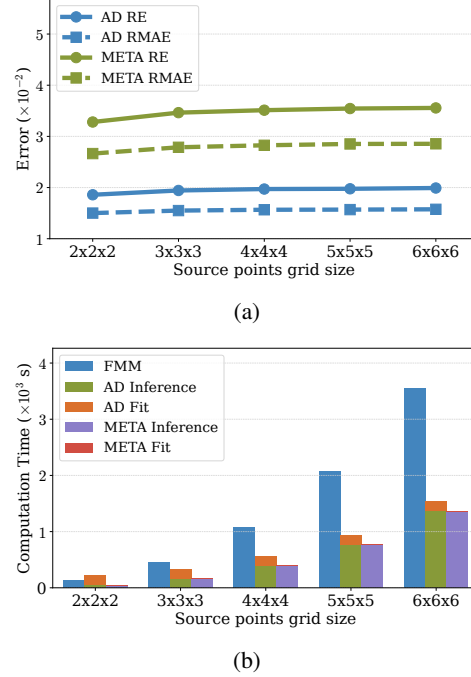 5
4
3
2
1
Error (×10⁻²)
AD RE
AD RMAE
META RE
META RMAE
2x2x2 3x3x3 4x4x4 5x5x5 6x6x6
Source points grid size
(a)
4
3
2
1
0
Computation Time (×10³ s)
FMM
AD Inference
AD Fit
META Inference
META Fit
2x2x2 3x3x3 4x4x4 5x5x5 6x6x6
Source points grid size
(b)